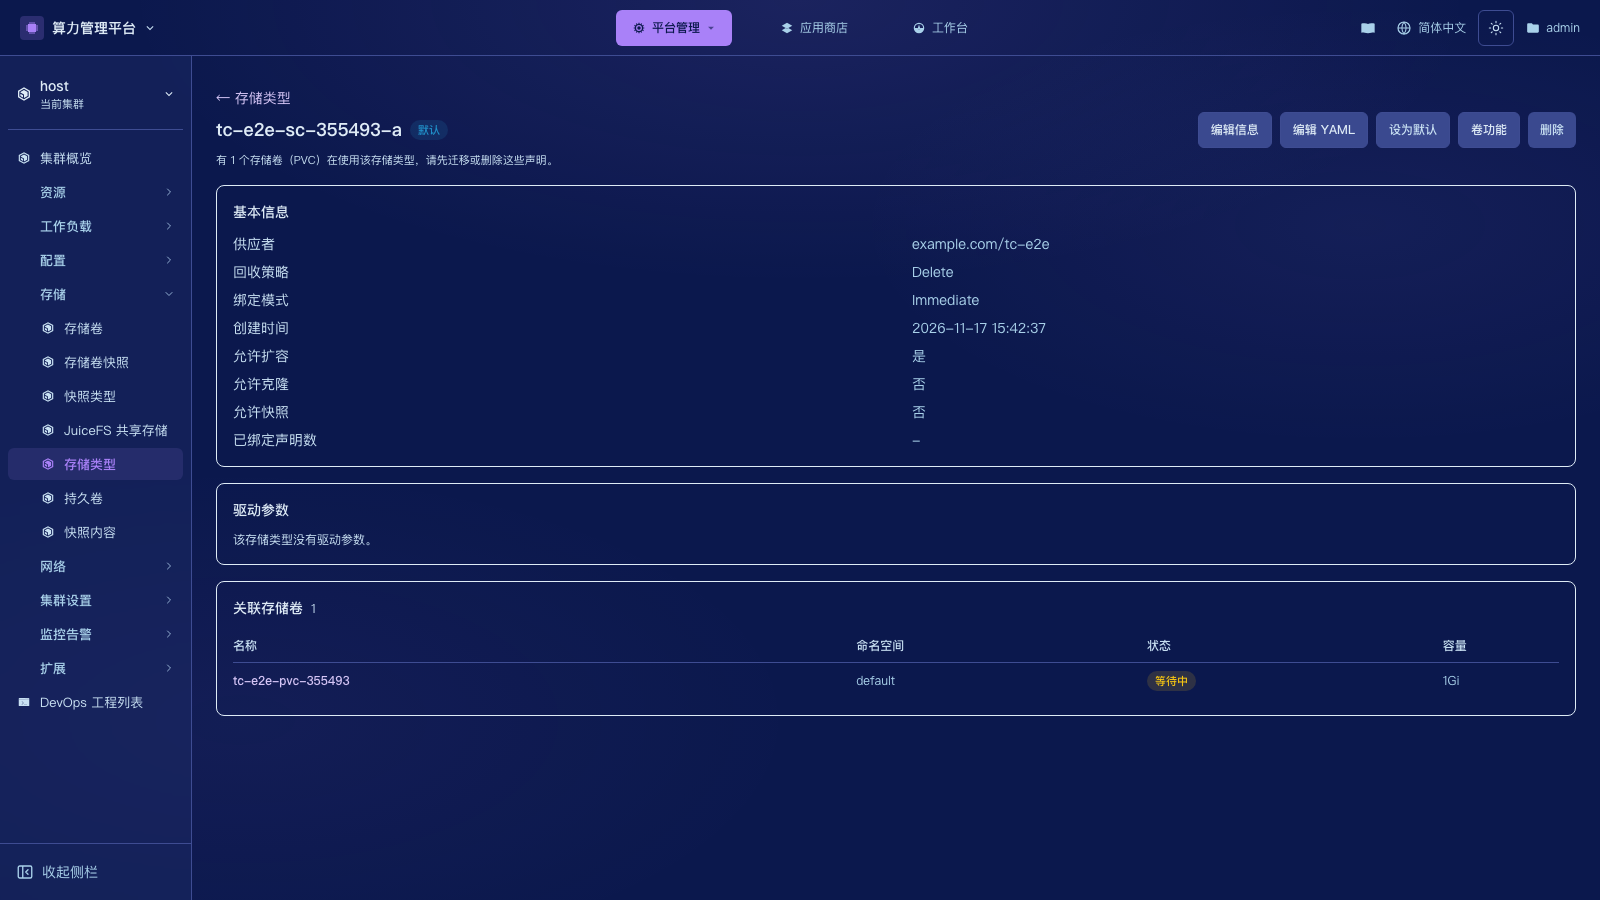 算力管理平台
平台管理
应用商店
工作台
简体中文
admin
host
当前集群
集群概览
资源
工作负载
配置
存储
存储卷
存储卷快照
快照类型
JuiceFS 共享存储
存储类型
持久卷
快照内容
网络
集群设置
监控告警
扩展
DevOps 工程列表
收起侧栏
← 存储类型
tc-e2e-sc-355493-a 默认
编辑信息 编辑 YAML 设为默认 卷功能 删除
有 1 个存储卷（PVC）在使用该存储类型，请先迁移或删除这些声明。
基本信息
供应者 example.com/tc-e2e
回收策略 Delete
绑定模式 Immediate
创建时间 2026-11-17 15:42:37
允许扩容 是
允许克隆 否
允许快照 否
已绑定声明数 –
驱动参数
该存储类型没有驱动参数。
关联存储卷 1
名称 命名空间 状态 容量
tc-e2e-pvc-355493 default 等待中 1Gi